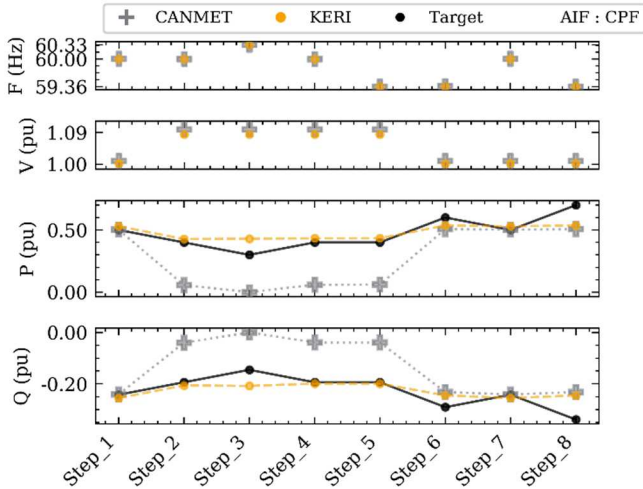 CANMET KERI Target AIF : CPF
F (Hz)
60.33
60.00
59.36
V (pu)
1.09
1.00
P (pu)
0.50
0.00
Q (pu)
0.00
-0.20
Step_1 Step_2 Step_3 Step_4 Step_5 Step_6 Step_7 Step_8